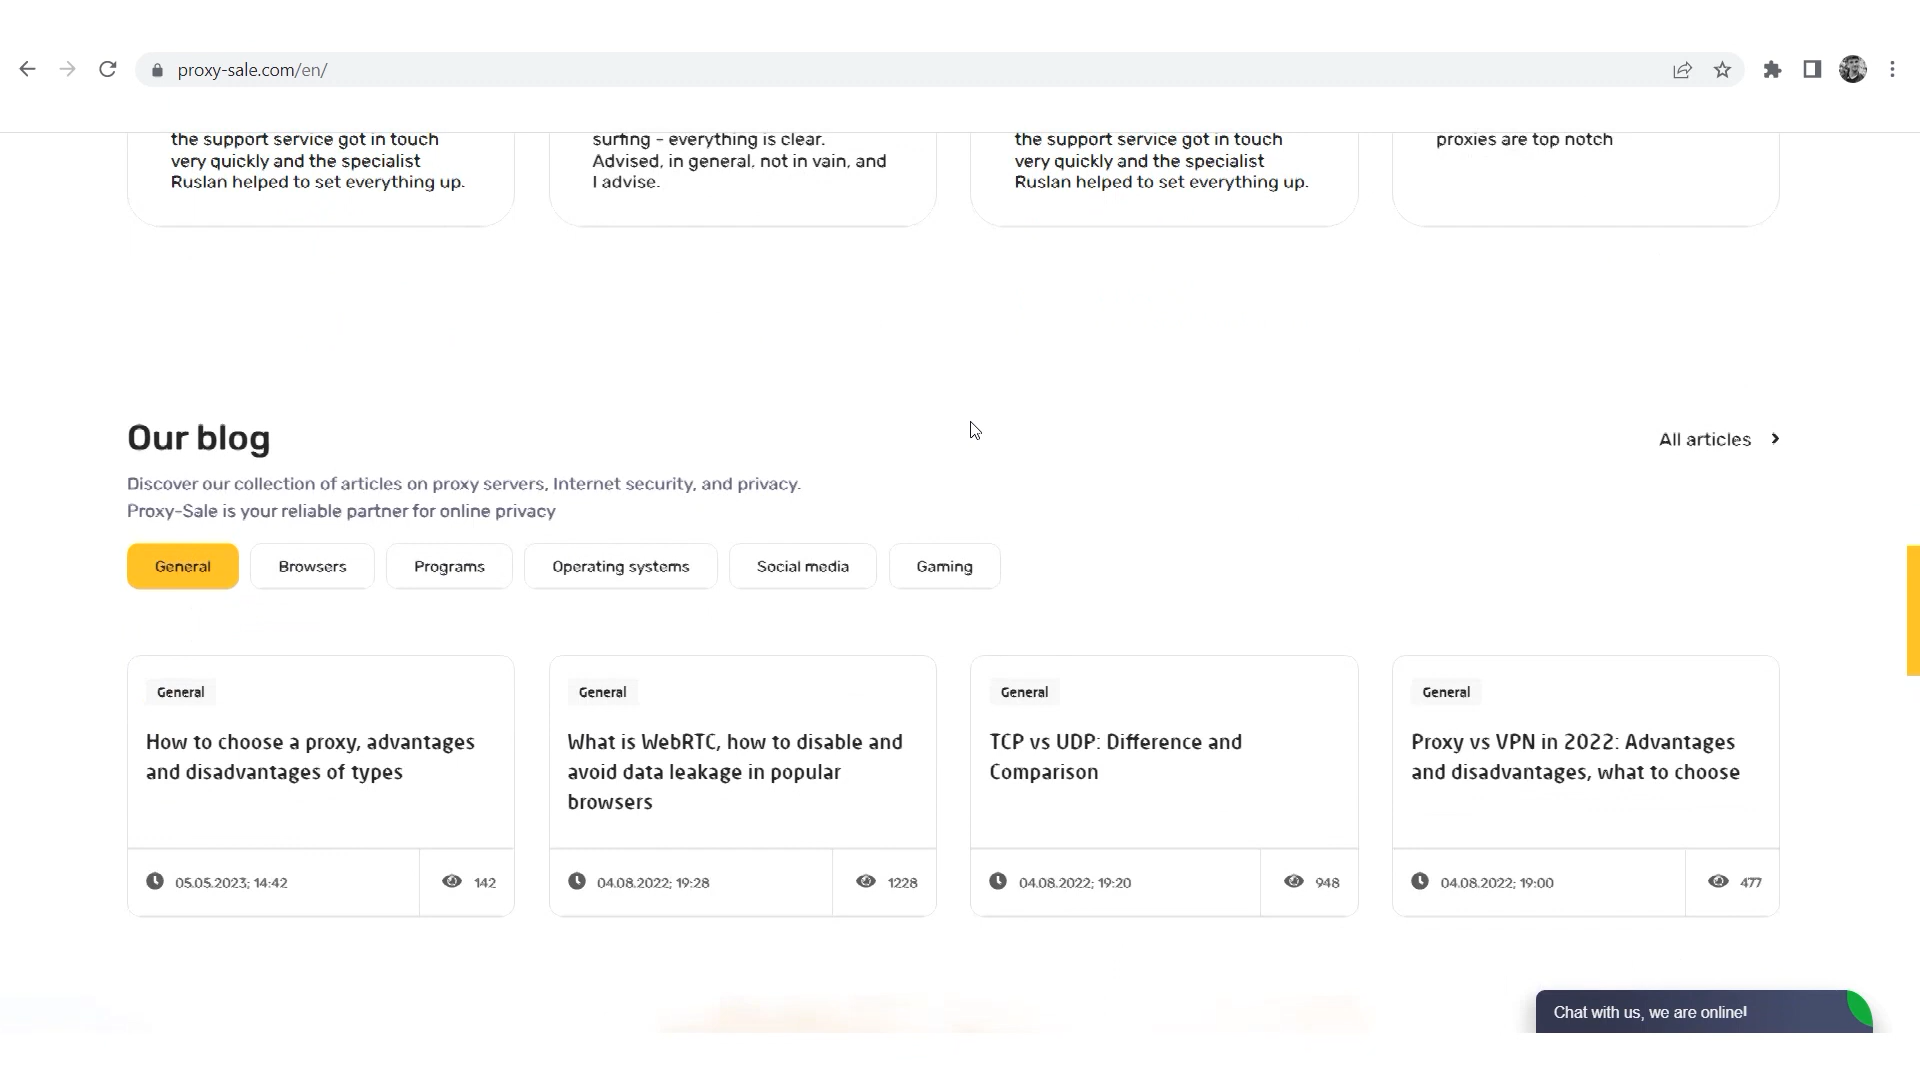 proxy-sale.com/en/
the support service got in touch
very quickly and the specialist
Ruslan helped to set everything up.
surfing - everything is clear.
Advised, in general, not in vain, and
I advise.
the support service got in touch
very quickly and the specialist
Ruslan helped to set everything up.
proxies are top notch
Our blog
All articles
Discover our collection of articles on proxy servers, Internet security, and privacy.
Proxy-Sale is your reliable partner for online privacy
General
Browsers
Programs
Operating systems
Social media
Gaming
General
How to choose a proxy, advantages
and disadvantages of types
05.05.2023; 14:42
142
General
What is WebRTC, how to disable and
avoid data leakage in popular
browsers
04.08.2022; 19:28
1228
General
TCP vs UDP: Difference and
Comparison
04.08.2022; 19:20
948
General
Proxy vs VPN in 2022: Advantages
and disadvantages, what to choose
04.08.2022; 19:00
477
Chat with us, we are online!